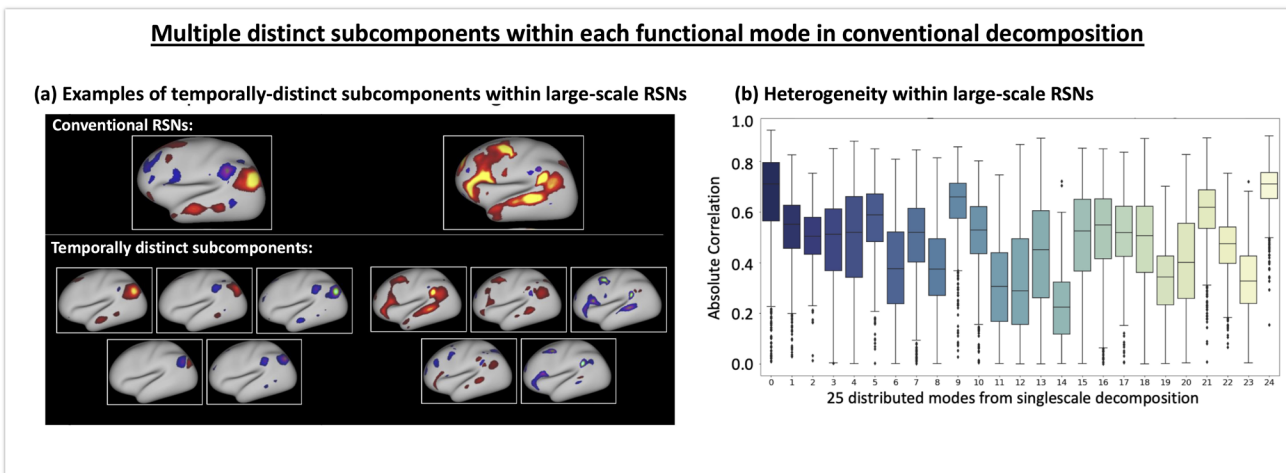 Multiple distinct subcomponents within each functional mode in conventional decomposition
(a) Examples of temporally-distinct subcomponents within large-scale RSNs
Conventional RSNs:
Temporally distinct subcomponents:
(b) Heterogeneity within large-scale RSNs
Absolute Correlation
1.0
0.8
0.6
0.4
0.2
0.0
0 1 2 3 4 5 6 7 8 9 10 11 12 13 14 15 16 17 18 19 20 21 22 23 24
25 distributed modes from singlescale decomposition